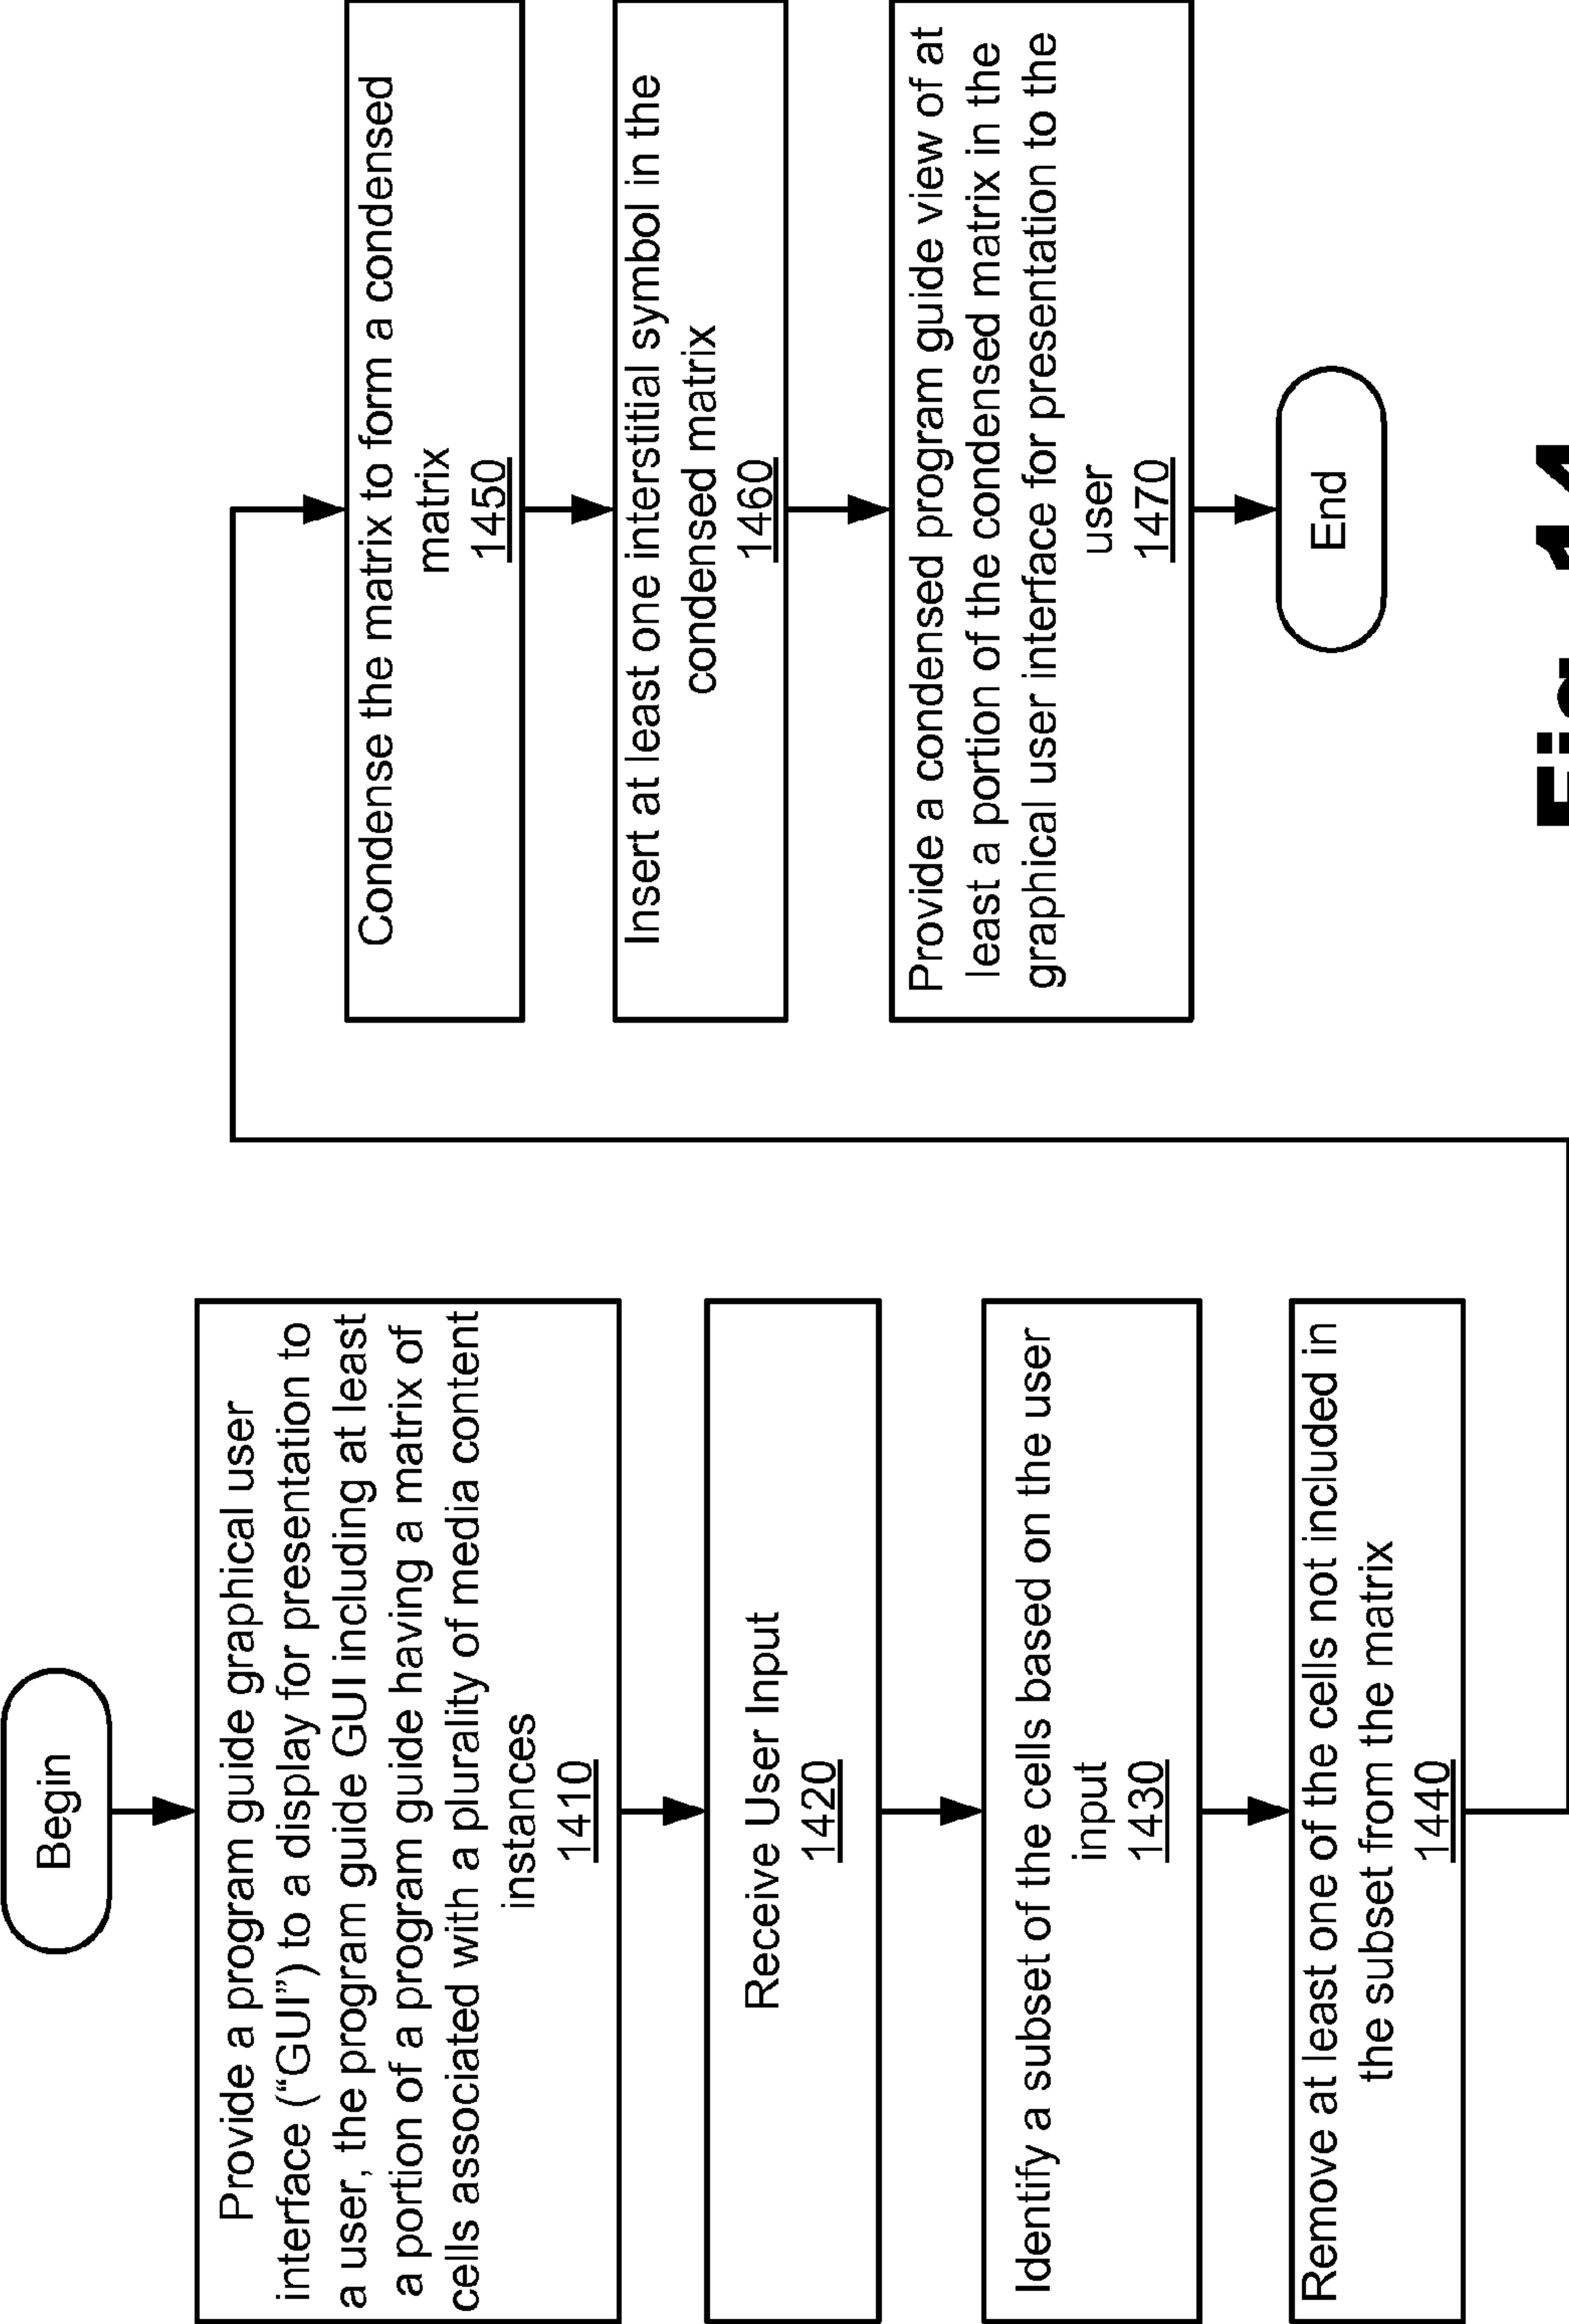 Begin
Provide a program guide graphical user
interface (“GUI”) to a display for presentation to
a user, the program guide GUI including at least
a portion of a program guide having a matrix of
cells associated with a plurality of media content
instances
1410
Receive User Input
1420
Identify a subset of the cells based on the user
input
1430
Remove at least one of the cells not included in
the subset from the matrix
1440
Condense the matrix to form a condensed
matrix
1450
Insert at least one interstitial symbol in the
condensed matrix
1460
Provide a condensed program guide view of at
least a portion of the condensed matrix in the
graphical user interface for presentation to the
user
1470
End
Fig. 14